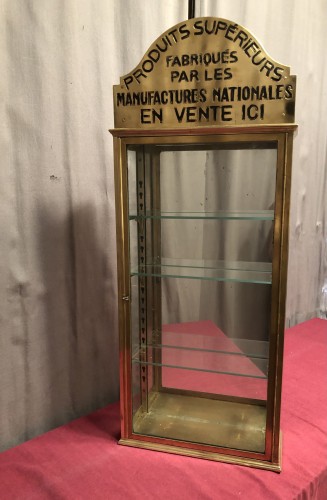 PRODUITS SUPÉRIEURS
FABRIQUÉS
PAR LES
MANUFACTURES NATIONALES
EN VENTE ICI